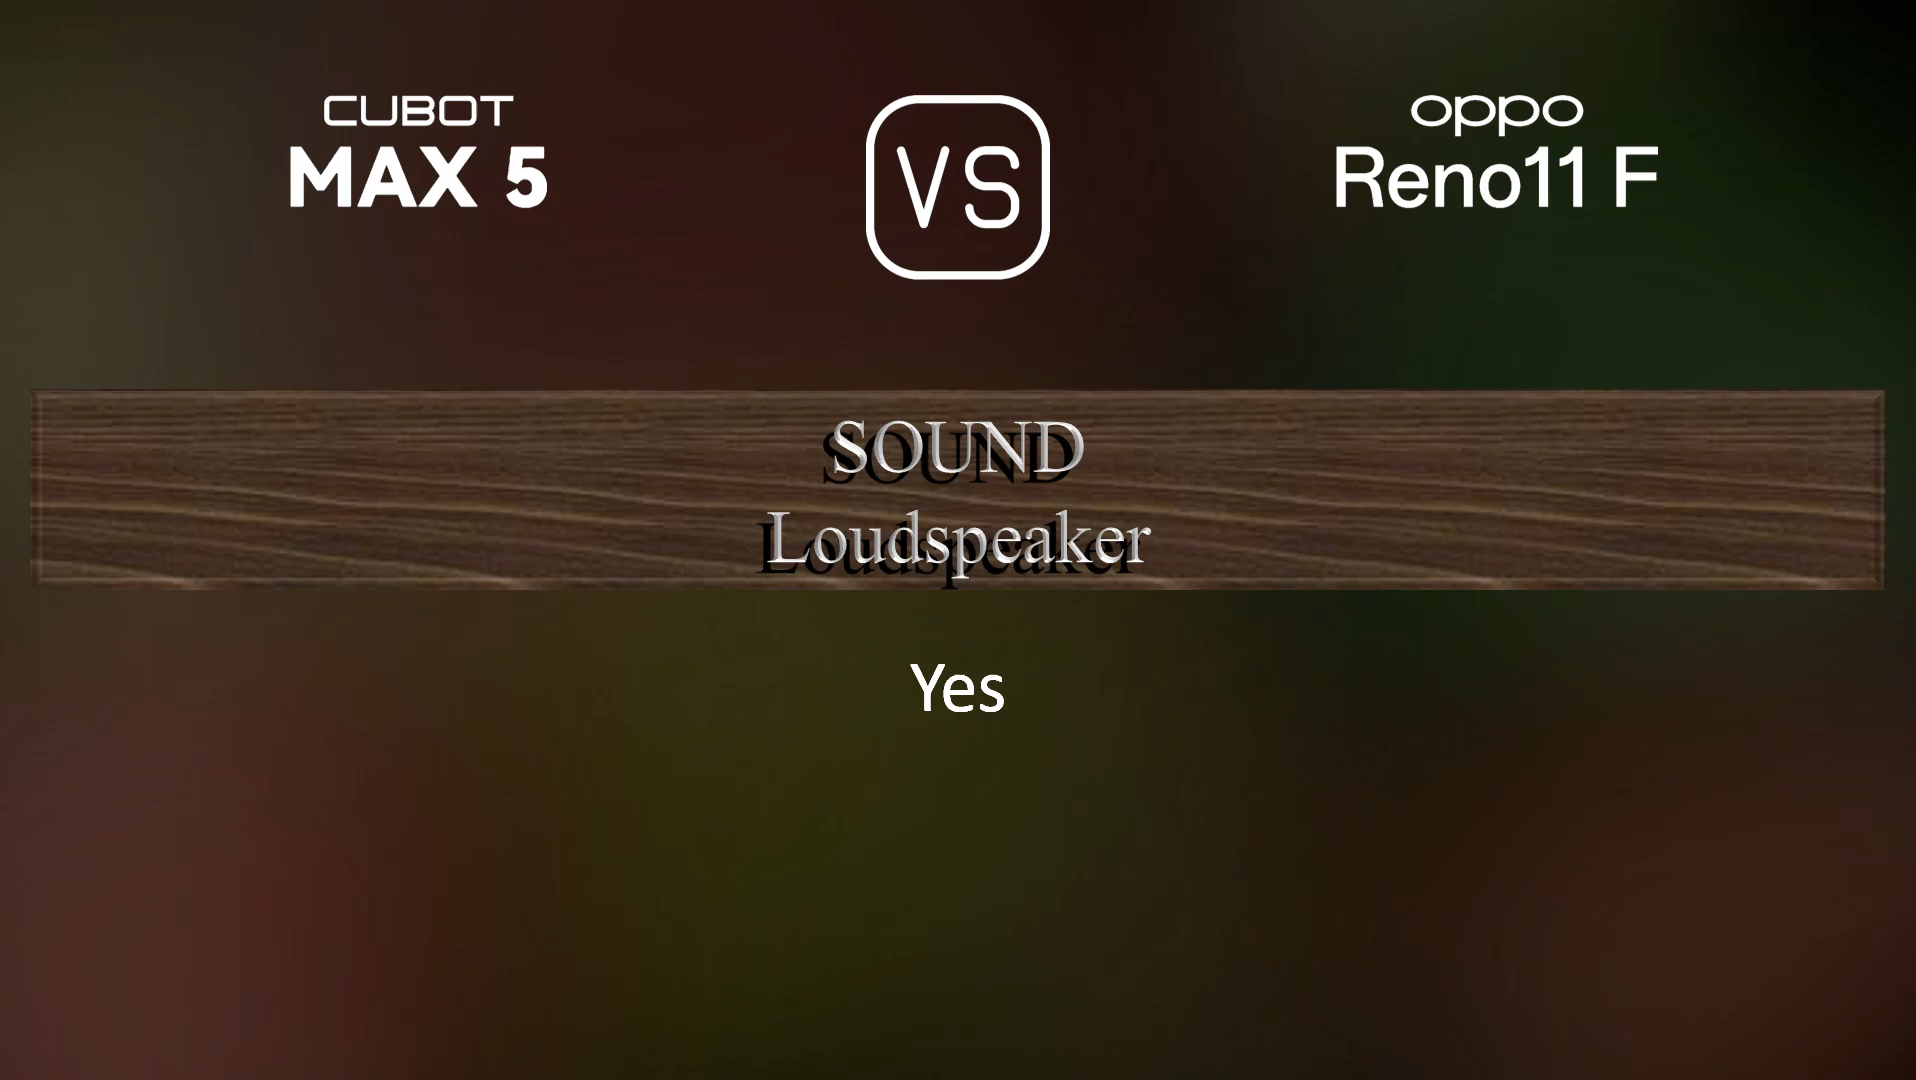 CUBOT
MAX 5
VS
oppo
Reno11 F
SOUND
Loudspeaker
Yes